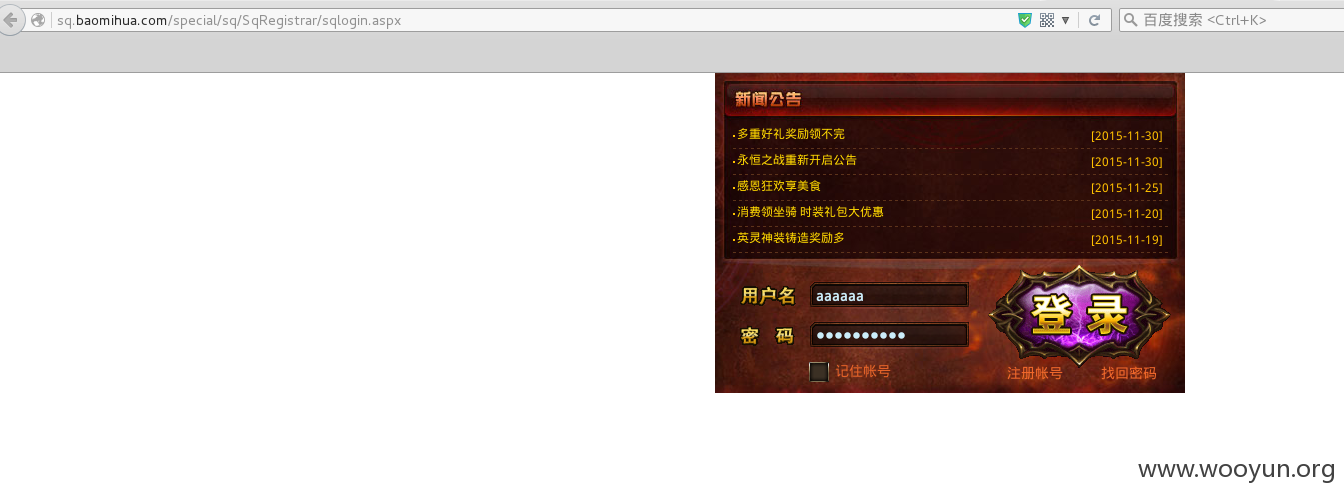 sq.baomihua.com/special/sq/SqRegistrar/sqlogin.aspx
百度搜索 <Ctrl+K>
新闻公告
·多重好礼奖励领不完 [2015-11-30]
·永恒之战重新开启公告 [2015-11-30]
·感恩狂欢享美食 [2015-11-25]
·消费领坐骑 时装礼包大优惠 [2015-11-20]
·英灵神装铸造奖励多 [2015-11-19]
用户名 aaaaaa
登录
密 码 ●●●●●●●●●●
记住帐号 注册帐号 找回密码
www.wooyun.org